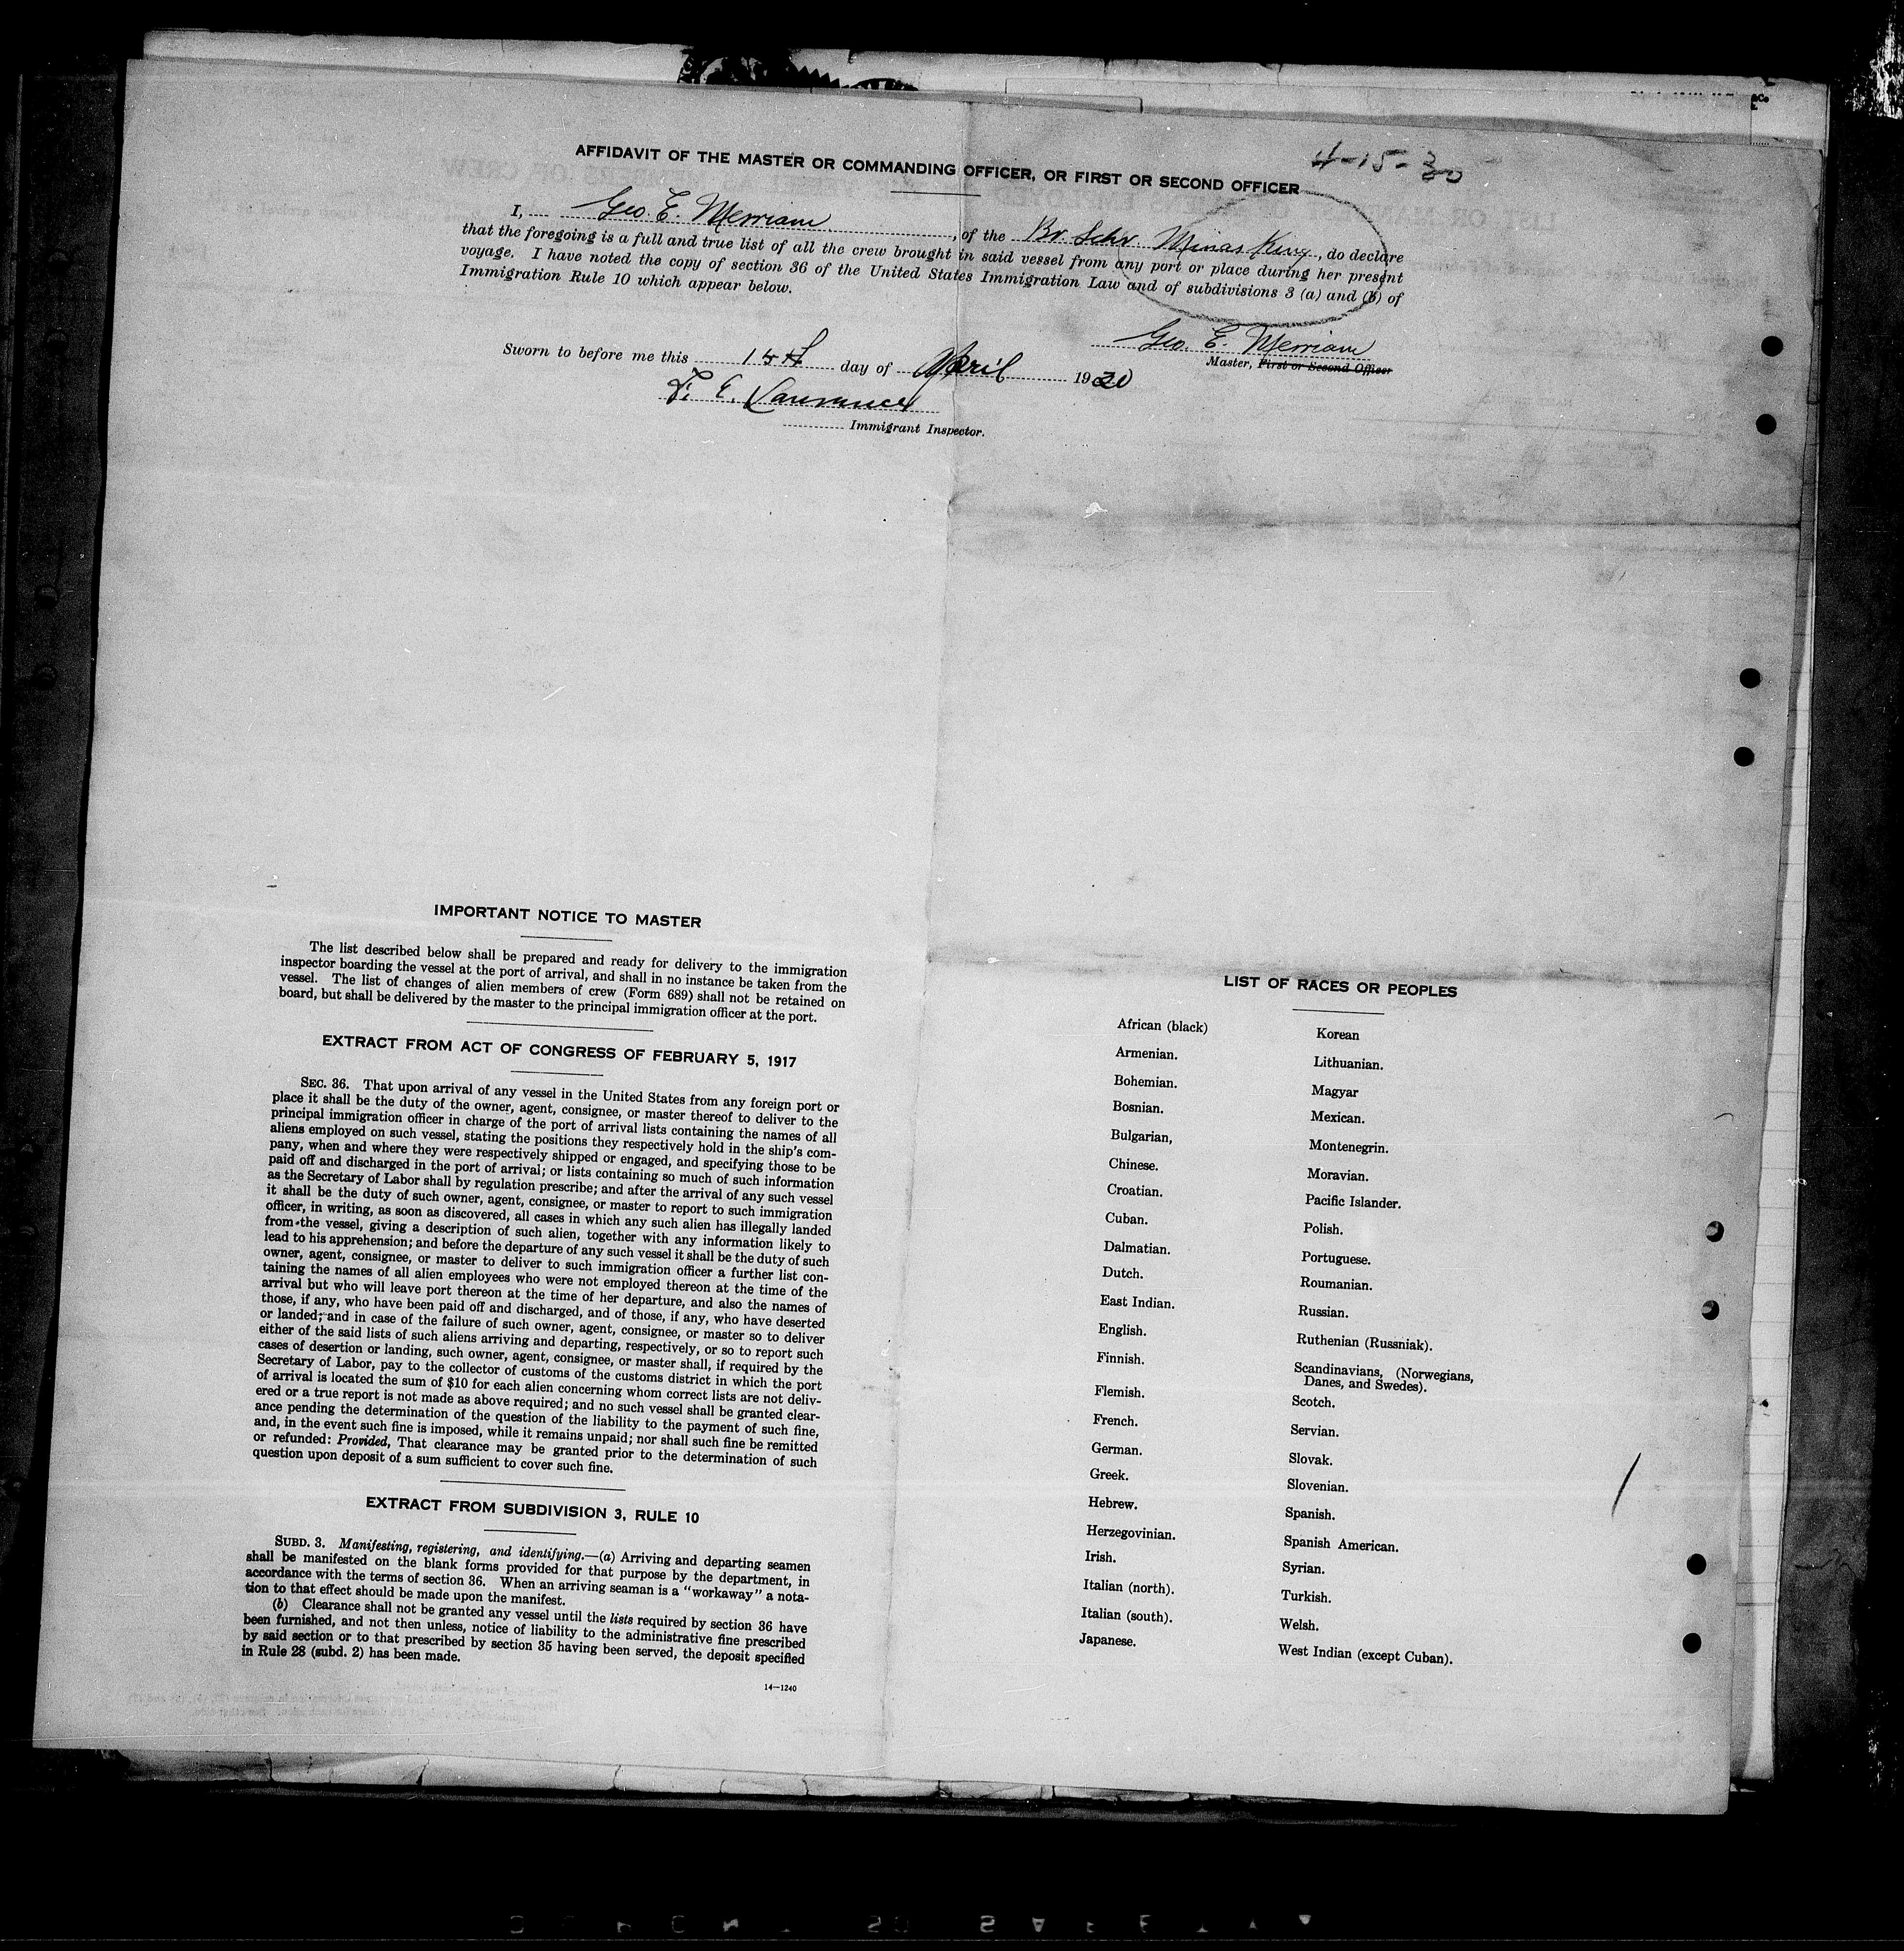 4-15-30
AFFIDAVIT OF THE MASTER OR COMMANDING OFFICER, OR FIRST OR SECOND OFFICER
I, Geo. E. Merriam, of the Br. Schr. Minas King, do declare
that the foregoing is a full and true list of all the crew brought in said vessel from any port or place during her present
voyage. I have noted the copy of section 36 of the United States Immigration Law and of subdivisions 3 (a) and (b) of
Immigration Rule 10 which appear below.
Geo. E. Merriam
Master, First or Second Officer
Sworn to before me this 15th day of April 1930
F. E. Lawrence
Immigrant Inspector.
IMPORTANT NOTICE TO MASTER
The list described below shall be prepared and ready for delivery to the immigration
inspector boarding the vessel at the port of arrival, and shall in no instance be taken from the
vessel. The list of changes of alien members of crew (Form 689) shall not be retained on
board, but shall be delivered by the master to the principal immigration officer at the port.
EXTRACT FROM ACT OF CONGRESS OF FEBRUARY 5, 1917
SEC. 36. That upon arrival of any vessel in the United States from any foreign port or
place it shall be the duty of the owner, agent, consignee, or master thereof to deliver to the
principal immigration officer in charge of the port of arrival lists containing the names of all
aliens employed on such vessel, stating the positions they respectively hold in the ship's com-
pany, when and where they were respectively shipped or engaged, and specifying those to be
paid off and discharged in the port of arrival; or lists containing so much of such information
as the Secretary of Labor shall by regulation prescribe; and after the arrival of any such vessel
it shall be the duty of such owner, agent, consignee, or master to report to such immigration
officer, in writing, as soon as discovered, all cases in which any such alien has illegally landed
from the vessel, giving a description of such alien, together with any information likely to
lead to his apprehension; and before the departure of any such vessel it shall be the duty of such
owner, agent, consignee, or master to deliver to such immigration officer a further list con-
taining the names of all alien employees who were not employed thereon at the time of the
arrival but who will leave port thereon at the time of her departure, and also the names of
those, if any, who have been paid off and discharged, and of those, if any, who have deserted
or landed; and in case of the failure of such owner, agent, consignee, or master so to deliver
either of the said lists of such aliens arriving and departing, respectively, or so to report such
cases of desertion or landing, such owner, agent, consignee, or master shall, if required by the
Secretary of Labor, pay to the collector of customs of the customs district in which the port
of arrival is located the sum of $10 for each alien concerning whom correct lists are not deliv-
ered or a true report is not made as above required; and no such vessel shall be granted clear-
ance pending the determination of the question of the liability to the payment of such fine,
and, in the event such fine is imposed, while it remains unpaid; nor shall such fine be remitted
or refunded: Provided, That clearance may be granted prior to the determination of such
question upon deposit of a sum sufficient to cover such fine.
EXTRACT FROM SUBDIVISION 3, RULE 10
SUBD. 3. Manifesting, registering, and identifying.—(a) Arriving and departing seamen
shall be manifested on the blank forms provided for that purpose by the department, in
accordance with the terms of section 36. When an arriving seaman is a "workaway" a nota-
tion to that effect should be made upon the manifest.
(b) Clearance shall not be granted any vessel until the lists required by section 36 have
been furnished, and not then unless, notice of liability to the administrative fine prescribed
by said section or to that prescribed by section 35 having been served, the deposit specified
in Rule 28 (subd. 2) has been made.
14—1240
LIST OF RACES OR PEOPLES
African (black)
Armenian.
Bohemian.
Bosnian.
Bulgarian,
Chinese.
Croatian.
Cuban.
Dalmatian.
Dutch.
East Indian.
English.
Finnish.
Flemish.
French.
German.
Greek.
Hebrew.
Herzegovinian.
Irish.
Italian (north).
Italian (south).
Japanese.
Korean
Lithuanian.
Magyar
Mexican.
Montenegrin.
Moravian.
Pacific Islander.
Polish.
Portuguese.
Roumanian.
Russian.
Ruthenian (Russniak).
Scandinavians, (Norwegians,
Danes, and Swedes).
Scotch.
Servian.
Slovak.
Slovenian.
Spanish.
Spanish American.
Syrian.
Turkish.
Welsh.
West Indian (except Cuban).